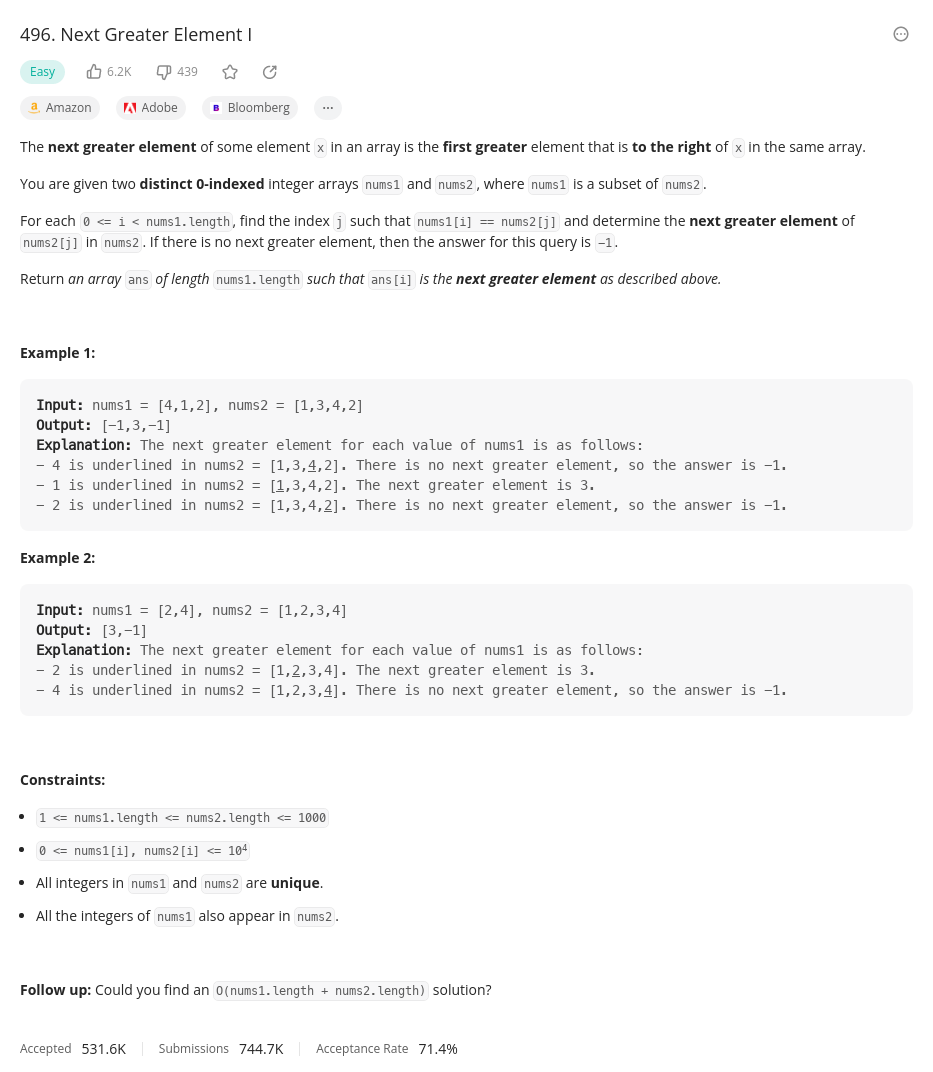 496. Next Greater Element I
Easy 6.2K 439
Amazon Adobe Bloomberg ...
The next greater element of some element x in an array is the first greater element that is to the right of x in the same array.
You are given two distinct 0-indexed integer arrays nums1 and nums2, where nums1 is a subset of nums2.
For each 0 <= i < nums1.length, find the index j such that nums1[i] == nums2[j] and determine the next greater element of
nums2[j] in nums2. If there is no next greater element, then the answer for this query is -1.
Return an array ans of length nums1.length such that ans[i] is the next greater element as described above.
Example 1:
Input: nums1 = [4,1,2], nums2 = [1,3,4,2]
Output: [-1,3,-1]
Explanation: The next greater element for each value of nums1 is as follows:
- 4 is underlined in nums2 = [1,3,4,2]. There is no next greater element, so the answer is -1.
- 1 is underlined in nums2 = [1,3,4,2]. The next greater element is 3.
- 2 is underlined in nums2 = [1,3,4,2]. There is no next greater element, so the answer is -1.
Example 2:
Input: nums1 = [2,4], nums2 = [1,2,3,4]
Output: [3,-1]
Explanation: The next greater element for each value of nums1 is as follows:
- 2 is underlined in nums2 = [1,2,3,4]. The next greater element is 3.
- 4 is underlined in nums2 = [1,2,3,4]. There is no next greater element, so the answer is -1.
Constraints:
• 1 <= nums1.length <= nums2.length <= 1000
• 0 <= nums1[i], nums2[i] <= 10⁴
• All integers in nums1 and nums2 are unique.
• All the integers of nums1 also appear in nums2.
Follow up: Could you find an O(nums1.length + nums2.length) solution?
Accepted 531.6K Submissions 744.7K Acceptance Rate 71.4%